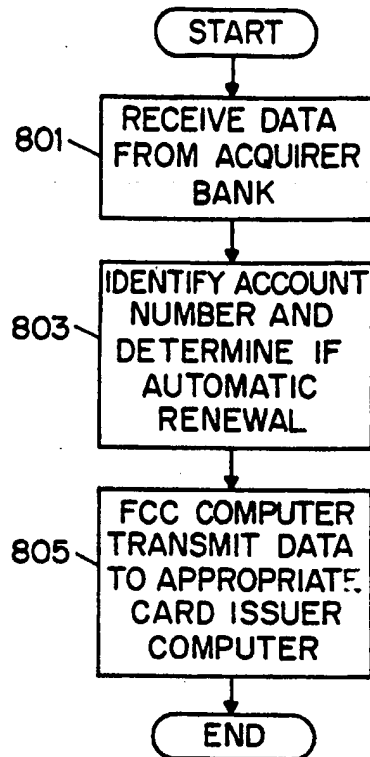 START
801
RECEIVE DATA
FROM ACQUIRER
BANK
803
IDENTIFY ACCOUNT
NUMBER AND
DETERMINE IF
AUTOMATIC
RENEWAL
805
FCC COMPUTER
TRANSMIT DATA
TO APPROPRIATE
CARD ISSUER
COMPUTER
END